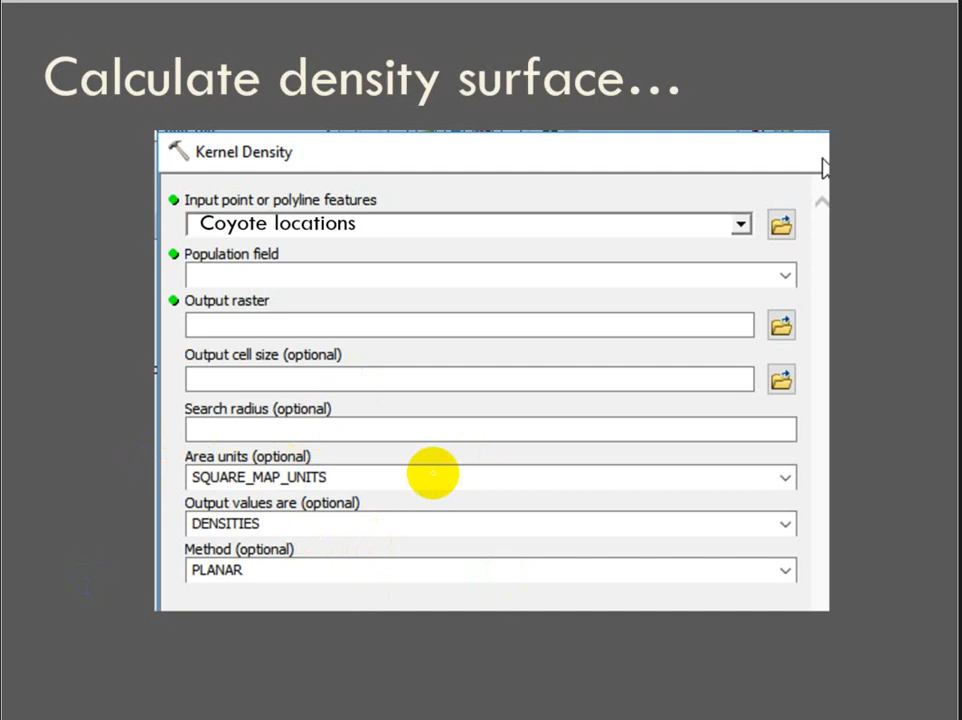 Calculate density surface...
Kernel Density
Input point or polyline features
Coyote locations
Population field
Output raster
Output cell size (optional)
Search radius (optional)
Area units (optional)
SQUARE_MAP_UNITS
Output values are (optional)
DENSITIES
Method (optional)
PLANAR